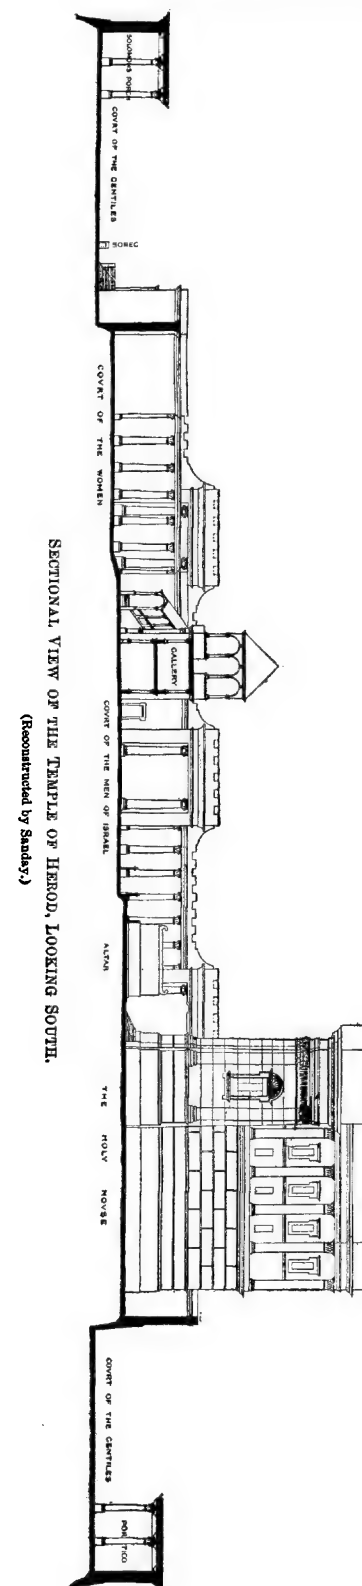 SOLOMONS PORCH
COVRT OF THE GENTILES
SOREG
COVRT OF THE WOMEN
GALLERY
COVRT OF THE MEN OF ISRAEL
ALTAR
THE HOLY HOVSE
COVRT OF THE GENTILES
PORTICO
SECTIONAL VIEW OF THE TEMPLE OF HEROD, LOOKING SOUTH.
(Reconstructed by Sanday.)